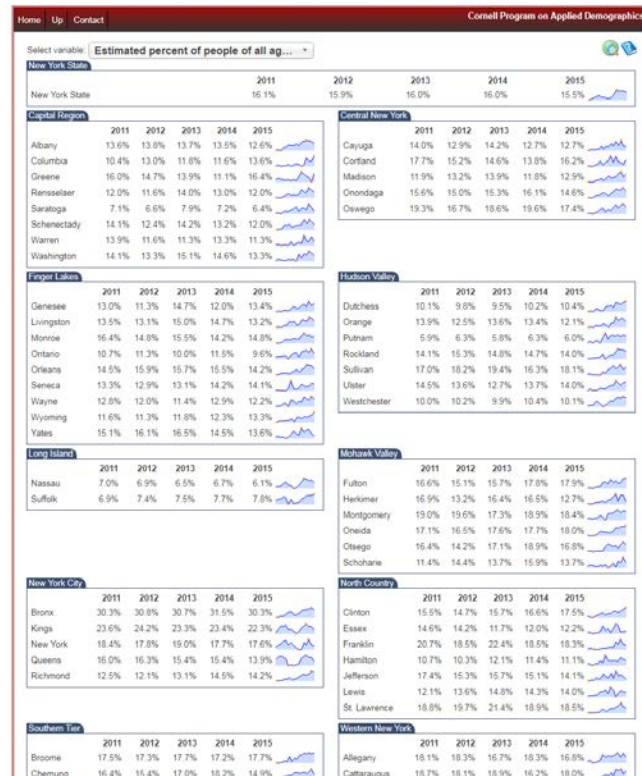 Home Up Contact
Cornell Program on Applied Demographics
Select variable: Estimated percent of people of all ag...
New York State
2011 2012 2013 2014 2015
New York State 16.1% 15.9% 16.0% 16.0% 15.5%
Capital Region
2011 2012 2013 2014 2015
Albany 13.6% 13.8% 13.7% 13.5% 12.6%
Columbia 10.4% 13.0% 11.8% 11.6% 13.6%
Greene 16.0% 14.7% 13.9% 11.1% 16.4%
Rensselaer 12.0% 11.6% 14.0% 13.0% 12.0%
Saratoga 7.1% 6.6% 7.9% 7.2% 6.4%
Schenectady 14.1% 12.4% 14.2% 13.2% 12.0%
Warren 13.9% 11.6% 11.3% 13.3% 11.3%
Washington 14.1% 13.3% 15.1% 14.6% 13.3%
Central New York
2011 2012 2013 2014 2015
Cayuga 14.0% 12.9% 14.2% 12.7% 12.7%
Cortland 17.7% 15.2% 14.6% 13.8% 16.2%
Madison 11.9% 13.2% 13.9% 11.8% 12.9%
Onondaga 15.6% 15.0% 15.3% 16.1% 14.6%
Oswego 19.3% 16.7% 18.6% 19.6% 17.4%
Finger Lakes
2011 2012 2013 2014 2015
Genesee 13.0% 11.3% 14.7% 12.0% 13.4%
Livingston 13.5% 13.1% 15.0% 14.7% 13.2%
Monroe 16.4% 14.8% 15.5% 14.2% 14.8%
Ontario 10.7% 11.3% 10.0% 11.5% 9.6%
Orleans 14.5% 15.9% 15.7% 15.5% 14.2%
Seneca 13.3% 12.9% 13.1% 14.2% 14.1%
Wayne 12.8% 12.0% 11.4% 12.9% 12.2%
Wyoming 11.6% 11.3% 11.8% 12.3% 13.3%
Yates 15.1% 16.1% 16.5% 14.5% 13.6%
Hudson Valley
2011 2012 2013 2014 2015
Dutchess 10.1% 9.8% 9.5% 10.2% 10.4%
Orange 13.9% 12.5% 13.6% 13.4% 12.1%
Putnam 5.9% 6.3% 5.8% 6.3% 6.0%
Rockland 14.1% 15.3% 14.8% 14.7% 14.0%
Sullivan 17.0% 18.2% 19.4% 16.3% 18.1%
Ulster 14.5% 13.6% 12.7% 13.7% 14.0%
Westchester 10.0% 10.2% 9.9% 10.4% 10.1%
Long Island
2011 2012 2013 2014 2015
Nassau 7.0% 6.9% 6.5% 6.7% 6.1%
Suffolk 6.9% 7.4% 7.5% 7.7% 7.8%
Mohawk Valley
2011 2012 2013 2014 2015
Fulton 16.6% 15.1% 15.7% 17.8% 17.9%
Herkimer 16.9% 13.2% 16.4% 16.5% 12.7%
Montgomery 19.0% 19.6% 17.3% 18.9% 18.4%
Oneida 17.1% 16.5% 17.6% 17.7% 18.0%
Otsego 16.4% 14.2% 17.1% 18.9% 16.8%
Schoharie 11.4% 14.4% 13.7% 15.9% 13.7%
New York City
2011 2012 2013 2014 2015
Bronx 30.3% 30.8% 30.7% 31.5% 30.3%
Kings 23.6% 24.2% 23.3% 23.4% 22.3%
New York 18.4% 17.8% 19.0% 17.7% 17.6%
Queens 16.0% 16.3% 15.4% 15.4% 13.9%
Richmond 12.5% 12.1% 13.1% 14.5% 14.2%
North Country
2011 2012 2013 2014 2015
Clinton 15.5% 14.7% 15.7% 16.6% 17.5%
Essex 14.6% 14.2% 11.7% 12.0% 12.2%
Franklin 20.7% 18.5% 22.4% 18.5% 18.3%
Hamilton 10.7% 10.3% 12.1% 11.4% 11.1%
Jefferson 17.4% 15.3% 15.7% 15.1% 14.1%
Lewis 12.1% 13.6% 14.8% 14.3% 14.0%
St. Lawrence 18.8% 19.7% 21.4% 18.9% 18.5%
Southern Tier
2011 2012 2013 2014 2015
Broome 17.5% 17.3% 17.7% 17.2% 17.7%
Chemung 16.4% 15.4% 17.0% 18.2% 14.9%
Western New York
2011 2012 2013 2014 2015
Allegany 18.1% 18.3% 16.7% 18.3% 16.8%
Cattaraugus 18.7% 18.1% 18.9% 16.2% 18.0%